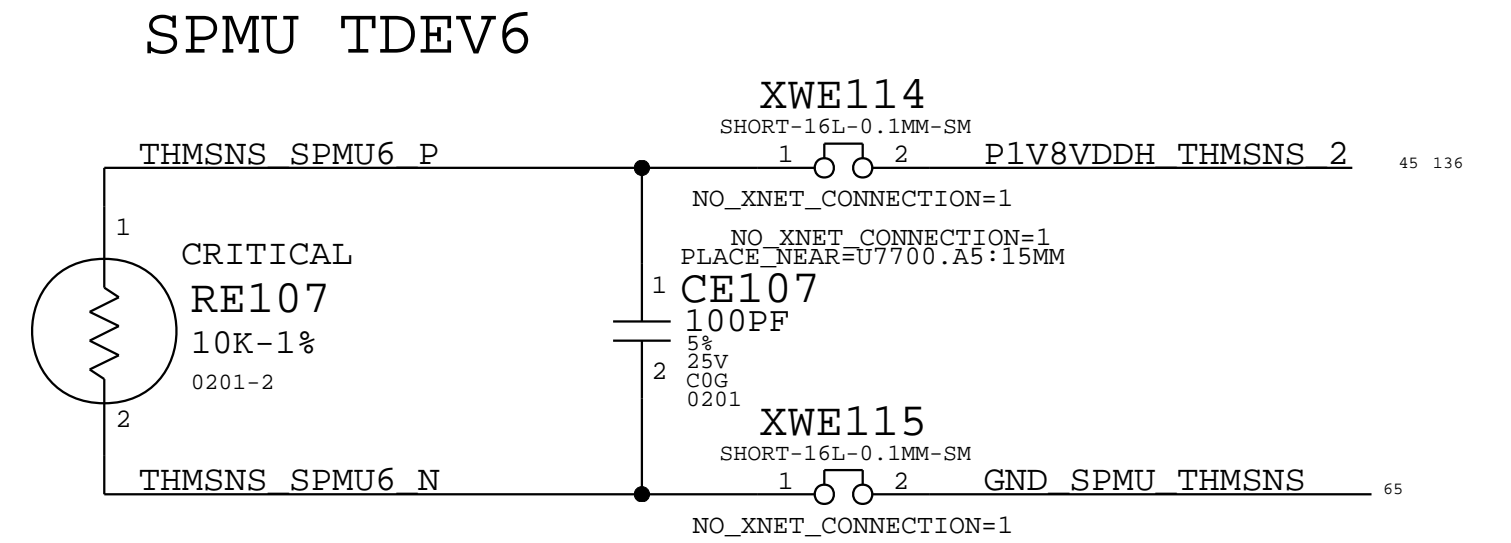 SPMU TDEV6
XWE114
SHORT-16L-0.1MM-SM
THMSNS_SPMU6_P
1 2
P1V8VDDH_THMSNS_2
45 136
NO_XNET_CONNECTION=1
NO_XNET_CONNECTION=1
PLACE_NEAR=U7700.A5:15MM
1
CRITICAL
RE107
10K-1%
0201-2
2
1
CE107
100PF
5%
25V
C0G
0201
2
XWE115
SHORT-16L-0.1MM-SM
THMSNS_SPMU6_N
1 2
GND_SPMU_THMSNS
65
NO_XNET_CONNECTION=1